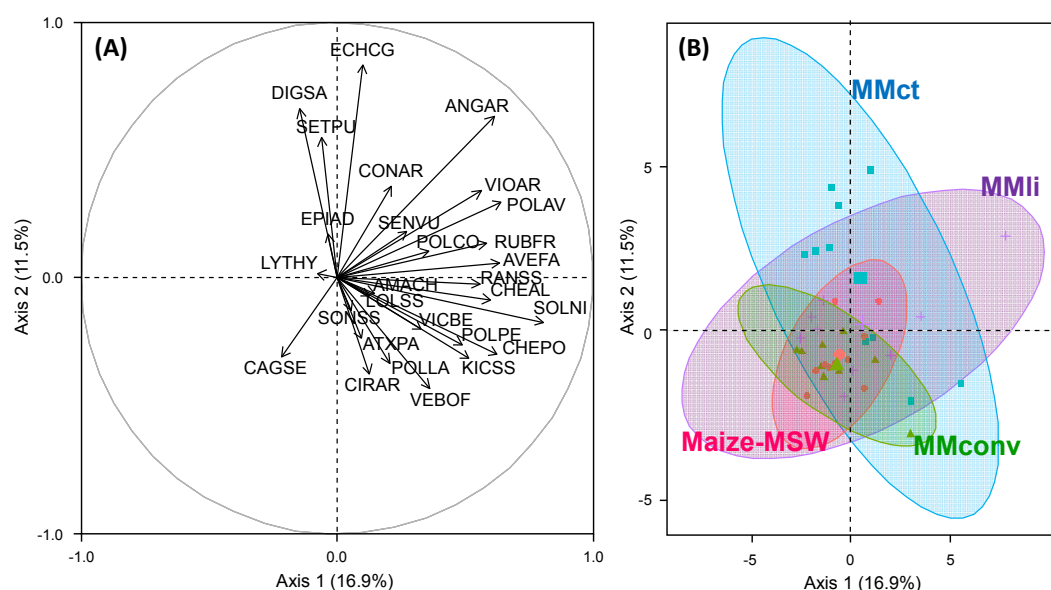 (A)
1.0
ECHCG
DIGSA
ANGAR
SETPU
CONAR
VIOAR
POLAV
EPIAD
SENVU
POLCO
RUBFR
AVEFA
LYTHY
RANSS
AMACH
CHEAL
LOLSS
SOLNI
SONSS
VICBE
POLPE
ATXPA
CHEPO
CAGSE
POLLA
KICSS
CIRAR
VEBOF
0.0
-1.0
-1.0
0.0
1.0
Axis 1 (16.9%)
Axis 2 (11.5%)
(B)
MMct
MMli
Maize-MSW
MMconv
5
0
-5
-5
0
5
Axis 1 (16.9%)
Axis 2 (11.5%)